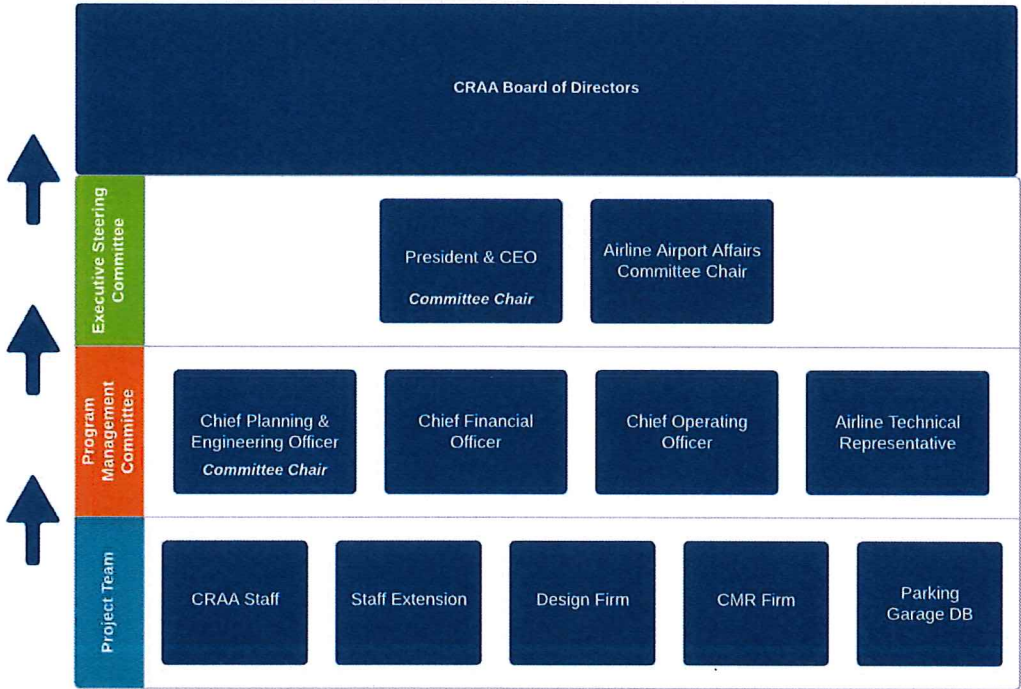 CRAA Board of Directors
Executive Steering
Committee
President & CEO
Committee Chair
Airline Airport Affairs
Committee Chair
Program
Management
Committee
Chief Planning &
Engineering Officer
Committee Chair
Chief Financial
Officer
Chief Operating
Officer
Airline Technical
Representative
Project Team
CRAA Staff
Staff Extension
Design Firm
CMR Firm
Parking
Garage DB